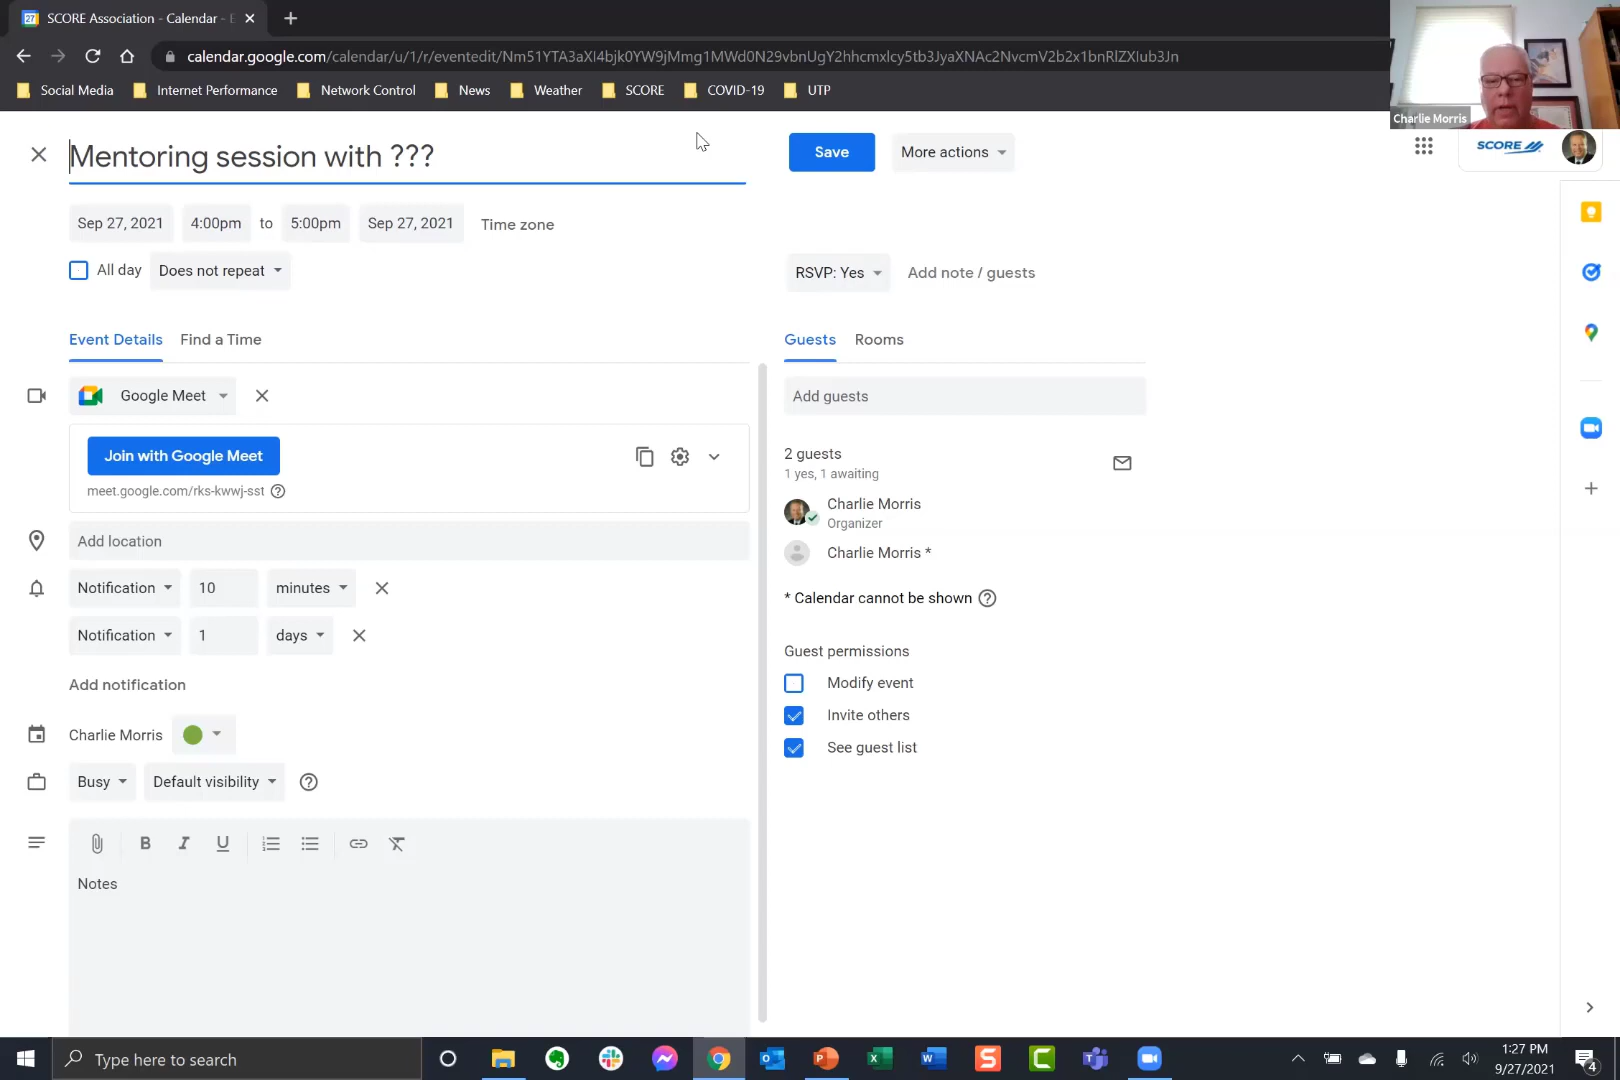 SCORE Association - Calendar - E
calendar.google.com/calendar/u/1/r/eventedit/Nm51YTA3aXI4bjk0YW9jMmg1MWd0N29vbnUgY2hhcmxlcy5tb3JyaXNAc2NvcmV2b2x1bnRlZXIub3Jn
Social Media Internet Performance Network Control News Weather SCORE COVID-19 UTP
Charlie Morris
Mentoring session with ???
Save
More actions
SCORE
Sep 27, 2021 4:00pm to 5:00pm Sep 27, 2021 Time zone
All day Does not repeat
RSVP: Yes Add note / guests
Event Details Find a Time
Guests Rooms
Google Meet
Add guests
Join with Google Meet
meet.google.com/rks-kwwj-sst
2 guests
1 yes, 1 awaiting
Charlie Morris
Organizer
Charlie Morris *
* Calendar cannot be shown
Add location
Notification 10 minutes
Notification 1 days
Add notification
Guest permissions
Modify event
Invite others
See guest list
Charlie Morris
Busy Default visibility
B I U
Notes
Type here to search
1:27 PM
9/27/2021
4